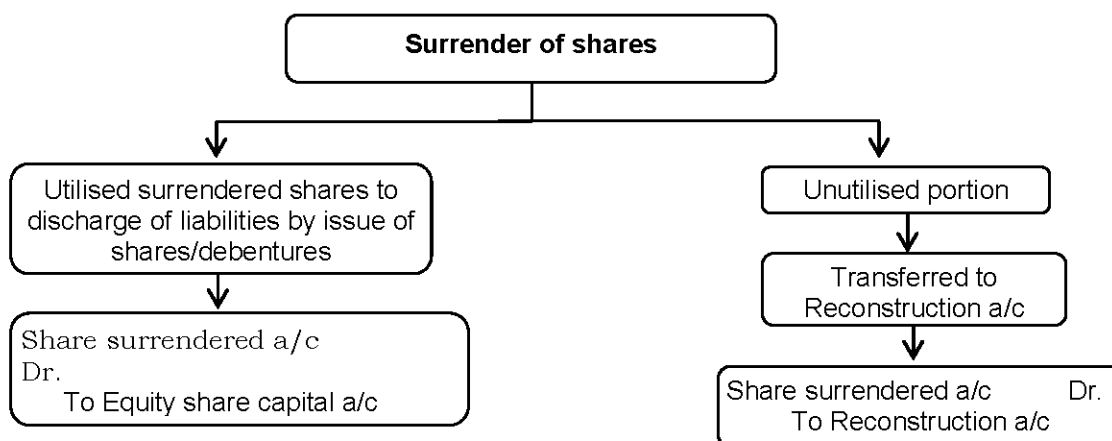 Surrender of shares
Utilised surrendered shares to
discharge of liabilities by issue of
shares/debentures
Share surrendered a/c
Dr.
To Equity share capital a/c
Unutilised portion
Transferred to
Reconstruction a/c
Share surrendered a/c Dr.
To Reconstruction a/c